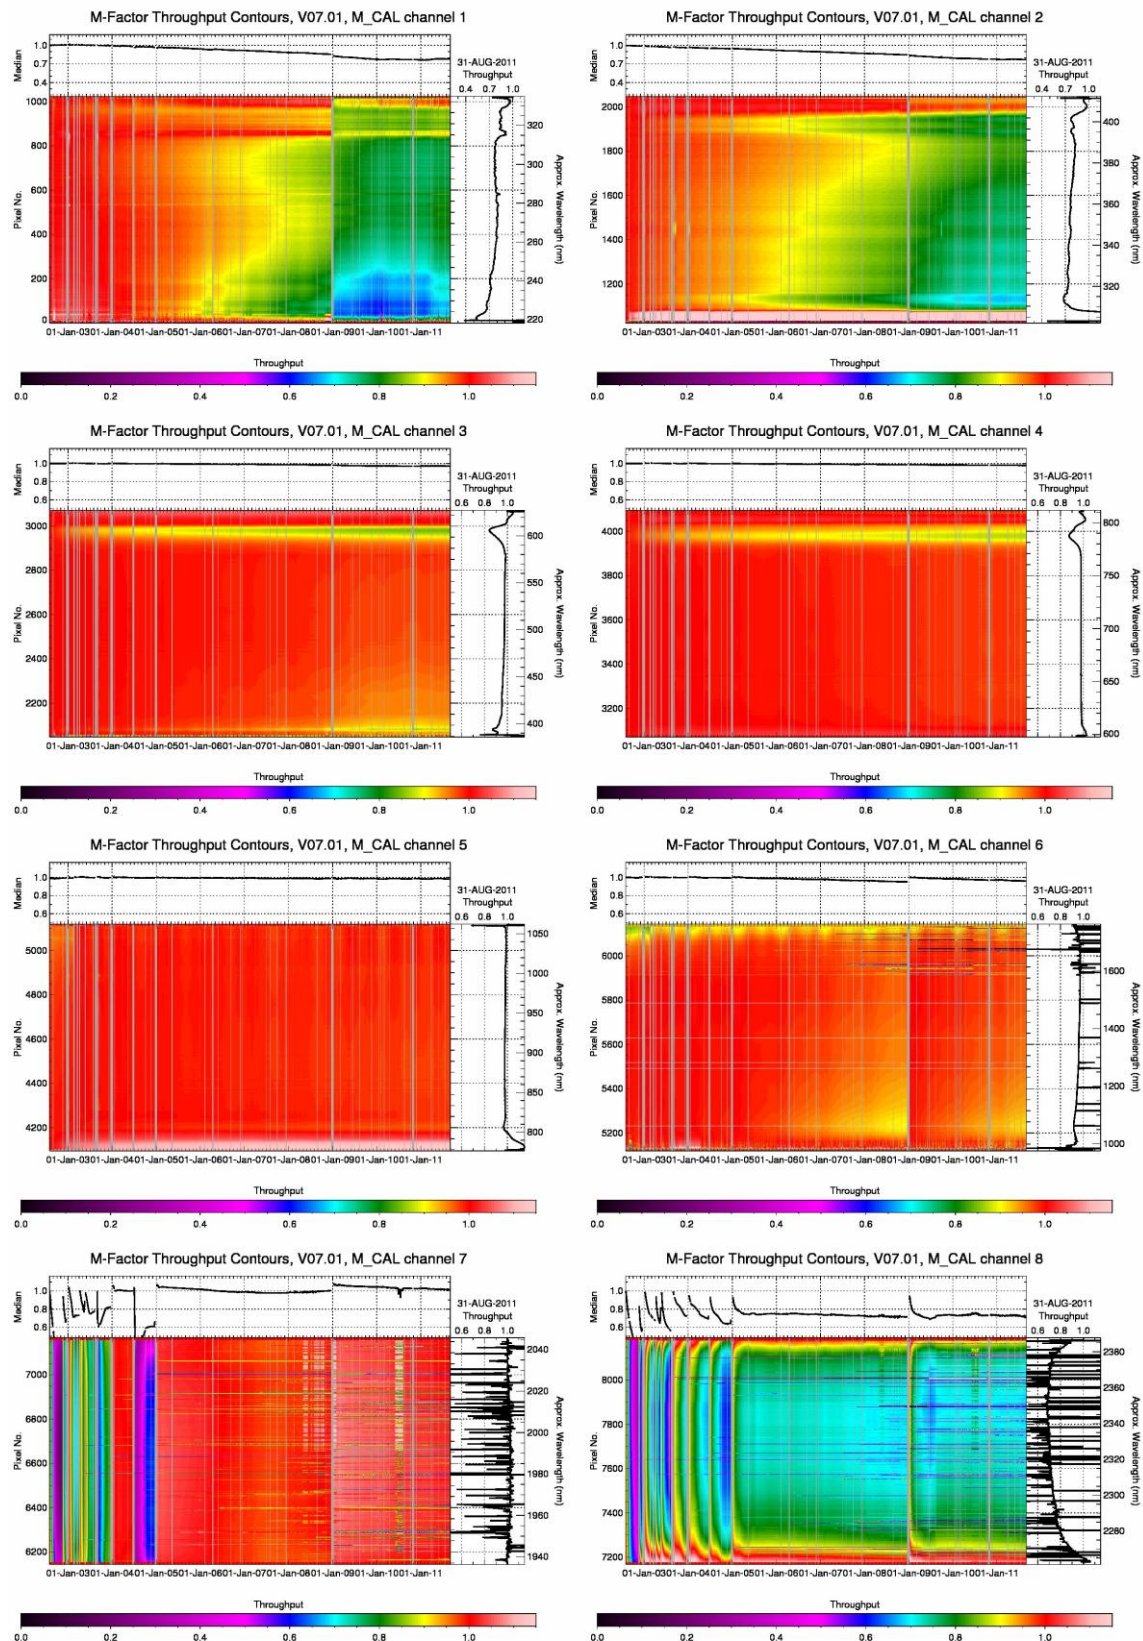 M-Factor Throughput Contours, V07.01, M_CAL channel 1
Median
1.0
0.7
0.4
31-AUG-2011
Throughput
0.4 0.7 1.0
Pixel No.
1000
800
600
400
200
0
320
300
280
260
240
220
Approx. Wavelength (nm)
01-Jan-0301-Jan-0401-Jan-0501-Jan-0601-Jan-0701-Jan-0801-Jan-0901-Jan-1001-Jan-11
Throughput
0.0 0.2 0.4 0.6 0.8 1.0
M-Factor Throughput Contours, V07.01, M_CAL channel 2
Median
1.0
0.7
0.4
31-AUG-2011
Throughput
0.4 0.7 1.0
Pixel No.
2000
1800
1600
1400
1200
400
380
360
340
320
310
Approx. Wavelength (nm)
01-Jan-0301-Jan-0401-Jan-0501-Jan-0601-Jan-0701-Jan-0801-Jan-0901-Jan-1001-Jan-11
Throughput
0.0 0.2 0.4 0.6 0.8 1.0
M-Factor Throughput Contours, V07.01, M_CAL channel 3
Median
1.0
0.8
0.6
31-AUG-2011
Throughput
0.6 0.8 1.0
Pixel No.
3000
2800
2600
2400
2200
600
550
500
450
400
Approx. Wavelength (nm)
01-Jan-0301-Jan-0401-Jan-0501-Jan-0601-Jan-0701-Jan-0801-Jan-0901-Jan-1001-Jan-11
Throughput
0.0 0.2 0.4 0.6 0.8 1.0
M-Factor Throughput Contours, V07.01, M_CAL channel 4
Median
1.0
0.8
0.6
31-AUG-2011
Throughput
0.6 0.8 1.0
Pixel No.
4000
3800
3600
3400
3200
800
750
700
650
600
Approx. Wavelength (nm)
01-Jan-0301-Jan-0401-Jan-0501-Jan-0601-Jan-0701-Jan-0801-Jan-0901-Jan-1001-Jan-11
Throughput
0.0 0.2 0.4 0.6 0.8 1.0
M-Factor Throughput Contours, V07.01, M_CAL channel 5
Median
1.0
0.8
0.6
31-AUG-2011
Throughput
0.6 0.8 1.0
Pixel No.
5000
4800
4600
4400
4200
1050
1000
950
890
850
800
Approx. Wavelength (nm)
01-Jan-0301-Jan-0401-Jan-0501-Jan-0601-Jan-0701-Jan-0801-Jan-0901-Jan-1001-Jan-11
Throughput
0.0 0.2 0.4 0.6 0.8 1.0
M-Factor Throughput Contours, V07.01, M_CAL channel 6
Median
1.0
0.8
0.6
31-AUG-2011
Throughput
0.6 0.8 1.0
Pixel No.
6000
5800
5600
5400
5200
1600
1400
1200
1000
Approx. Wavelength (nm)
01-Jan-0301-Jan-0401-Jan-0501-Jan-0601-Jan-0701-Jan-0801-Jan-0901-Jan-1001-Jan-11
Throughput
0.0 0.2 0.4 0.6 0.8 1.0
M-Factor Throughput Contours, V07.01, M_CAL channel 7
Median
1.0
0.8
0.6
31-AUG-2011
Throughput
0.6 0.8 1.0
Pixel No.
7000
6800
6600
6400
6200
2040
2020
2000
1980
1960
1940
Approx. Wavelength (nm)
01-Jan-0301-Jan-0401-Jan-0501-Jan-0601-Jan-0701-Jan-0801-Jan-0901-Jan-1001-Jan-11
Throughput
0.0 0.2 0.4 0.6 0.8 1.0
M-Factor Throughput Contours, V07.01, M_CAL channel 8
Median
1.0
0.8
0.6
31-AUG-2011
Throughput
0.6 0.8 1.0
Pixel No.
8000
7800
7600
7400
7200
2380
2360
2340
2320
2300
2280
Approx. Wavelength (nm)
01-Jan-0301-Jan-0401-Jan-0501-Jan-0601-Jan-0701-Jan-0801-Jan-0901-Jan-1001-Jan-11
Throughput
0.0 0.2 0.4 0.6 0.8 1.0